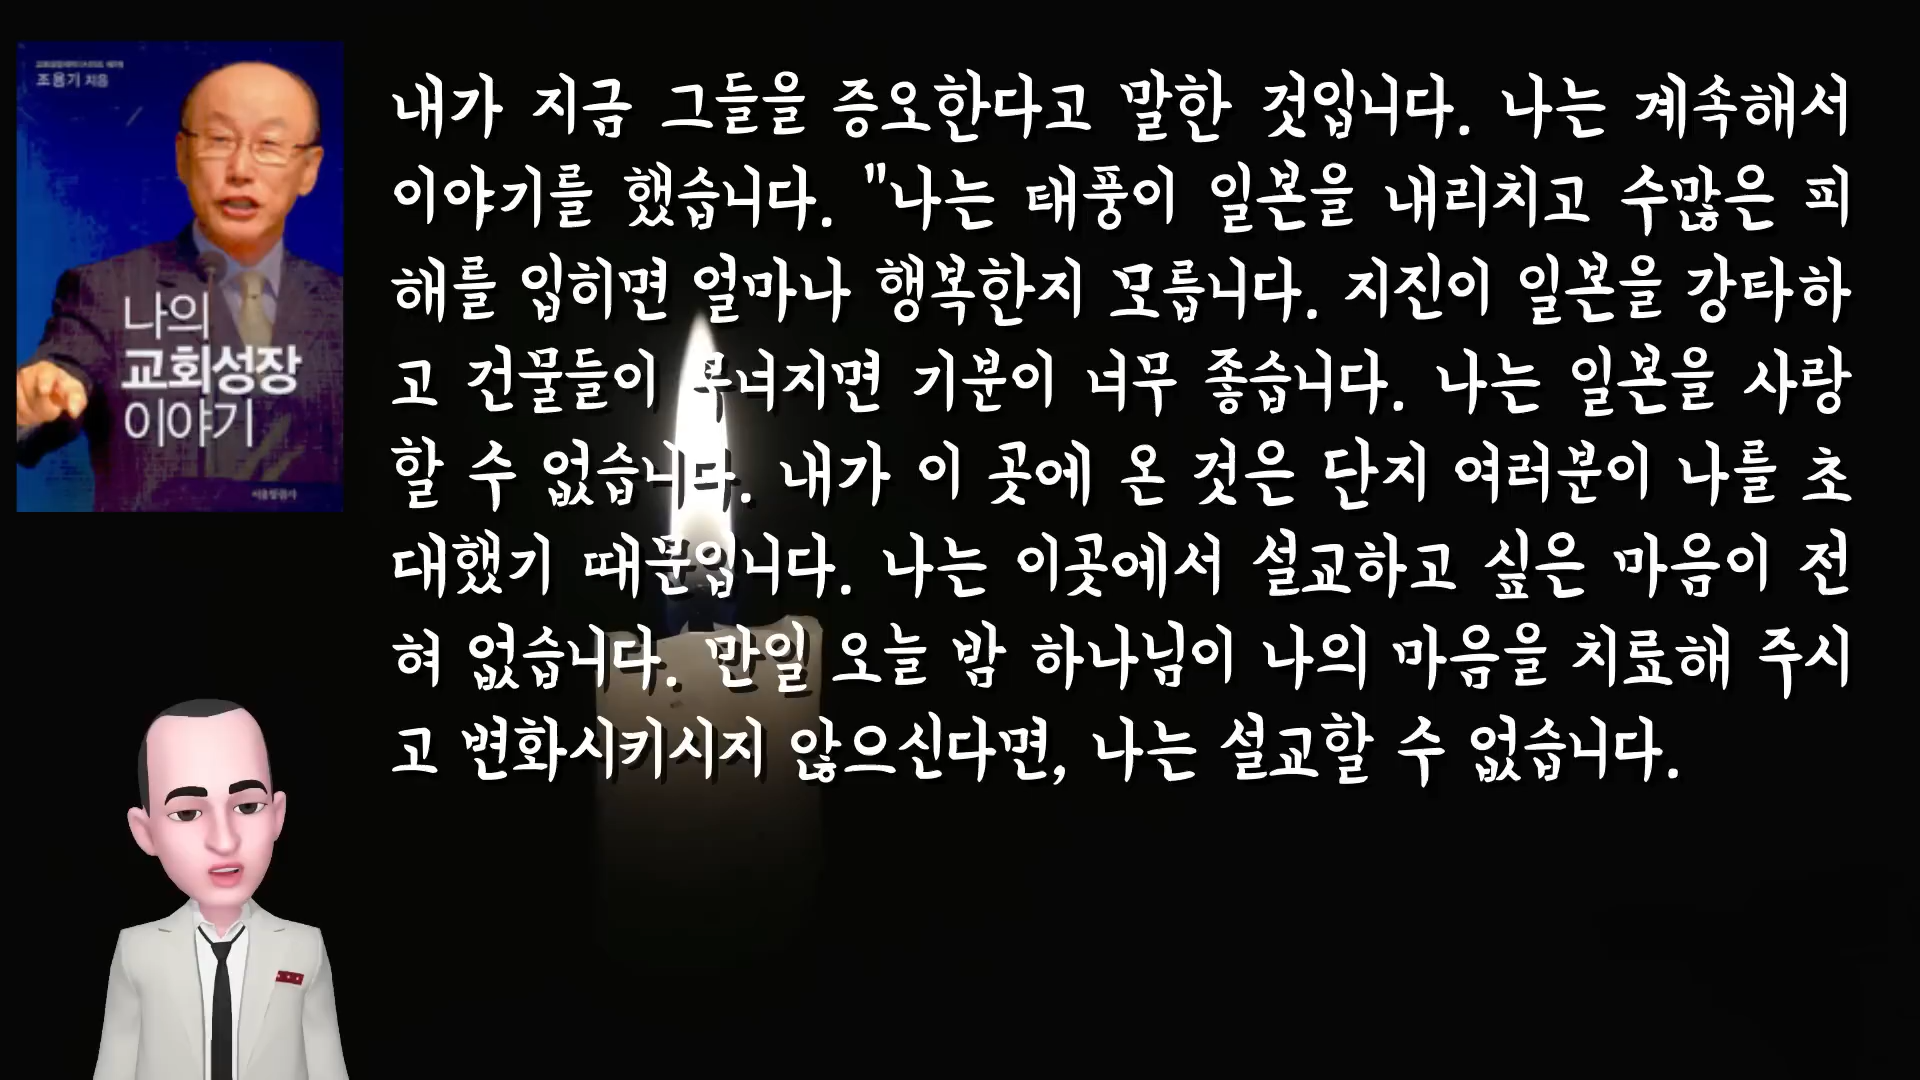 조용기 지음
나의
교회성장
이야기
내가 지금 그들을 증오한다고 말한 것입니다. 나는 계속해서
이야기를 했습니다. "나는 태풍이 일본을 내리치고 수많은 피
해를 입히면 얼마나 행복한지 모릅니다. 지진이 일본을 강타하
고 건물들이 무너지면 기분이 너무 좋습니다. 나는 일본을 사랑
할 수 없습니다. 내가 이 곳에 온 것은 단지 여러분이 나를 초
대했기 때문입니다. 나는 이곳에서 설교하고 싶은 마음이 전
혀 없습니다. 만일 오늘 밤 하나님이 나의 마음을 치료해 주시
고 변화시키시지 않으신다면, 나는 설교할 수 없습니다.